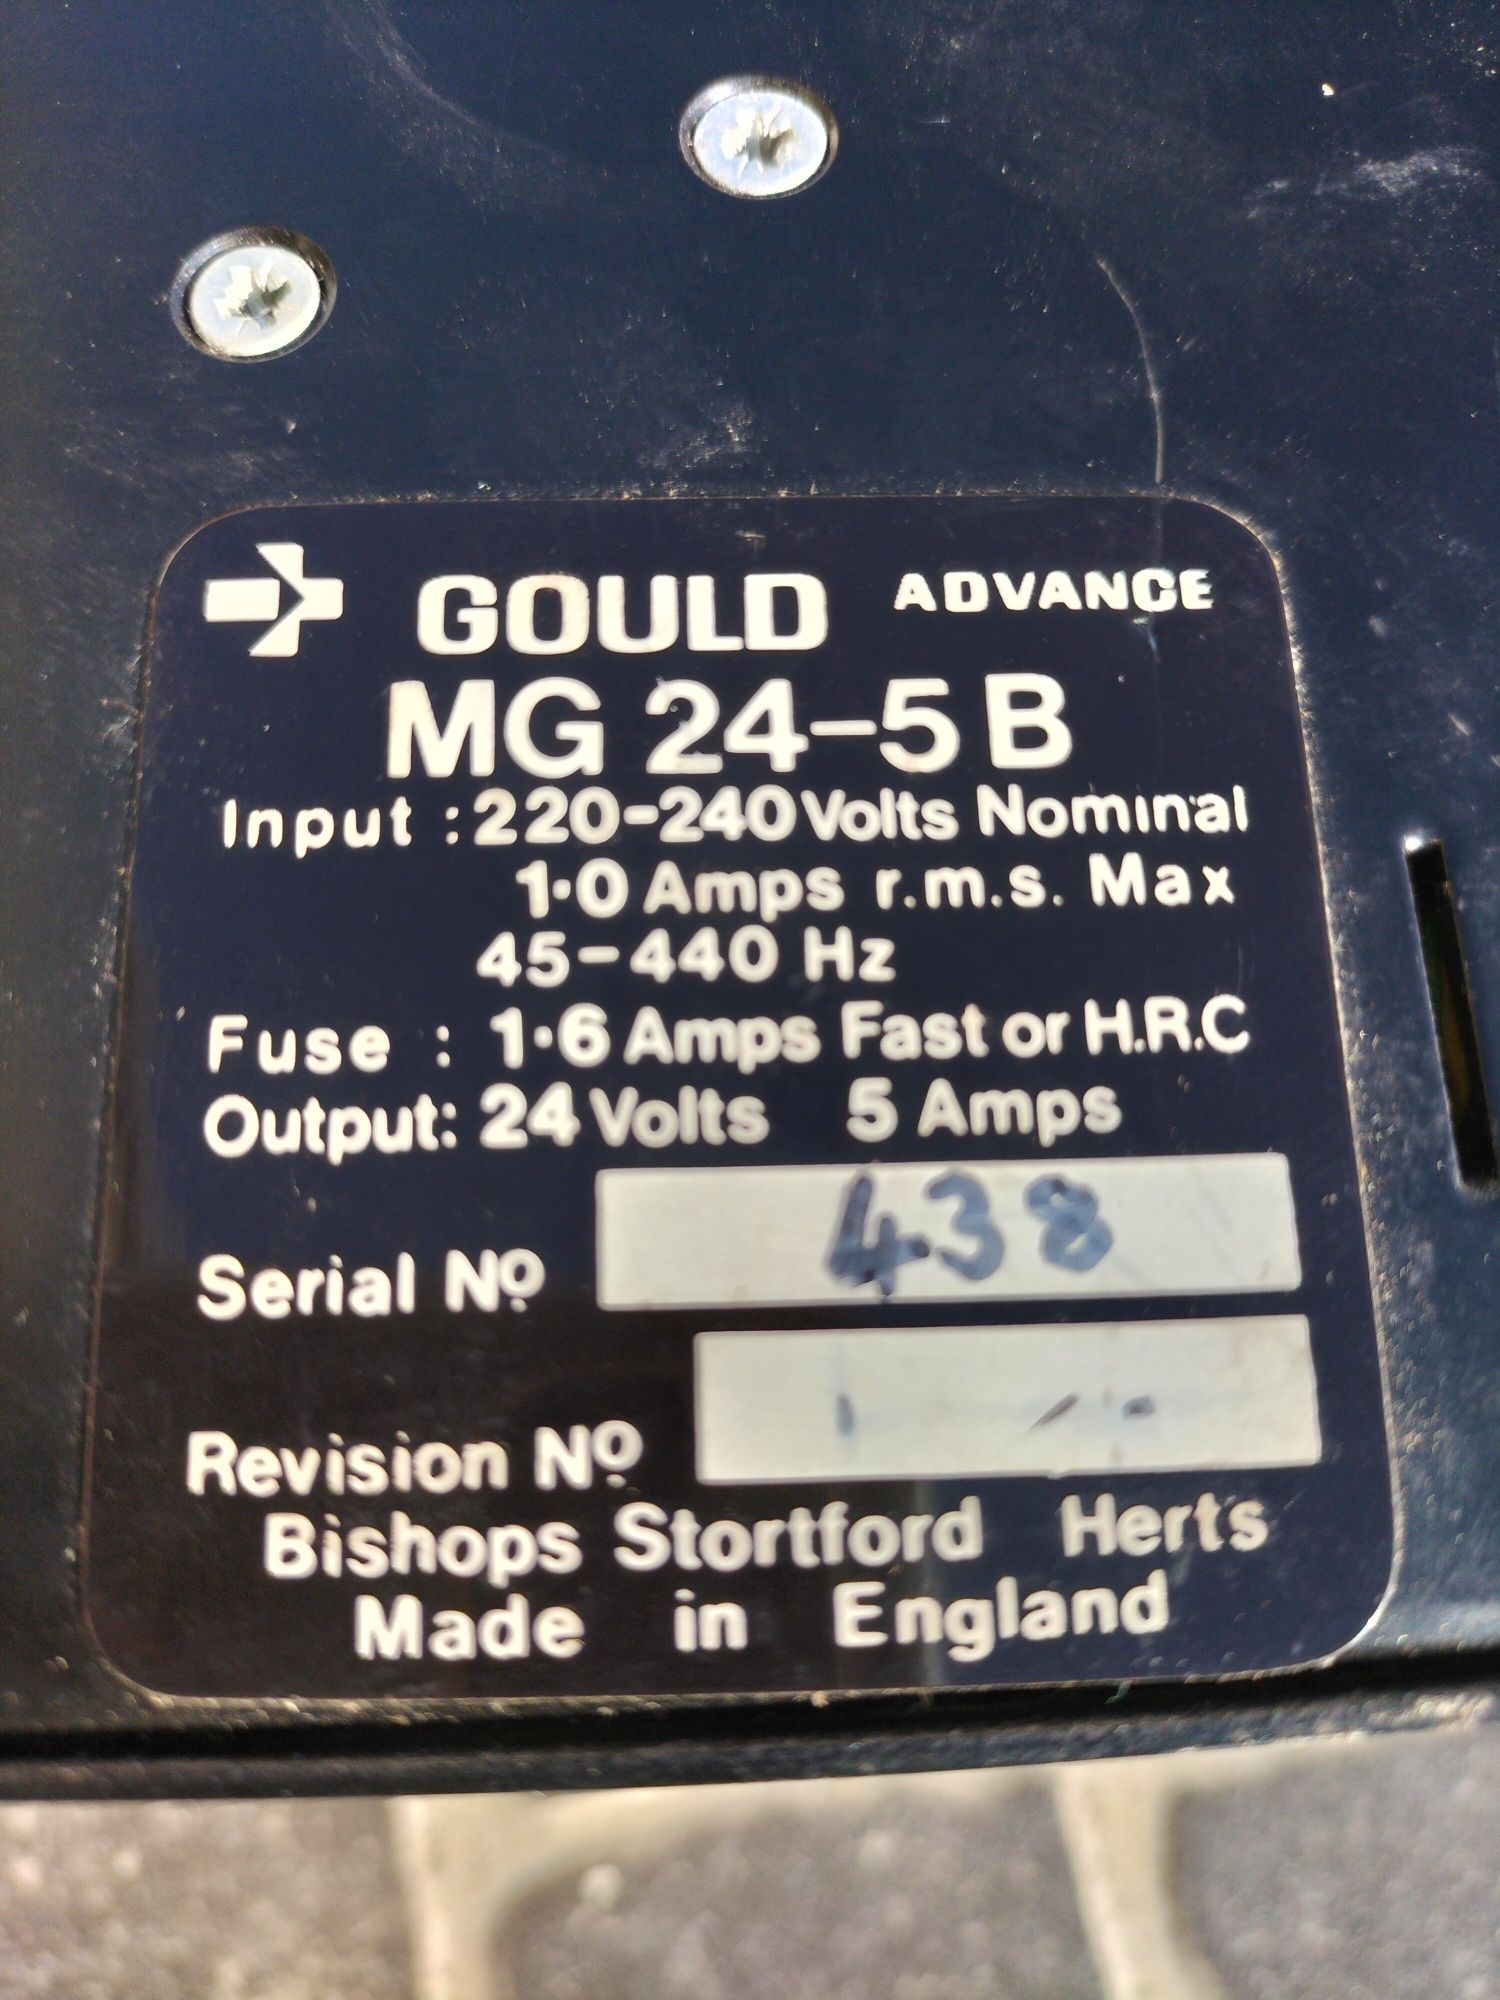 GOULD ADVANCE
MG 24-5B
Input : 220-240 Volts Nominal
1·0 Amps r.m.s. Max
45-440 Hz
Fuse : 1·6 Amps Fast or H.R.C
Output: 24 Volts 5 Amps
Serial Nº 438
Revision Nº
Bishops Stortford Herts
Made in England